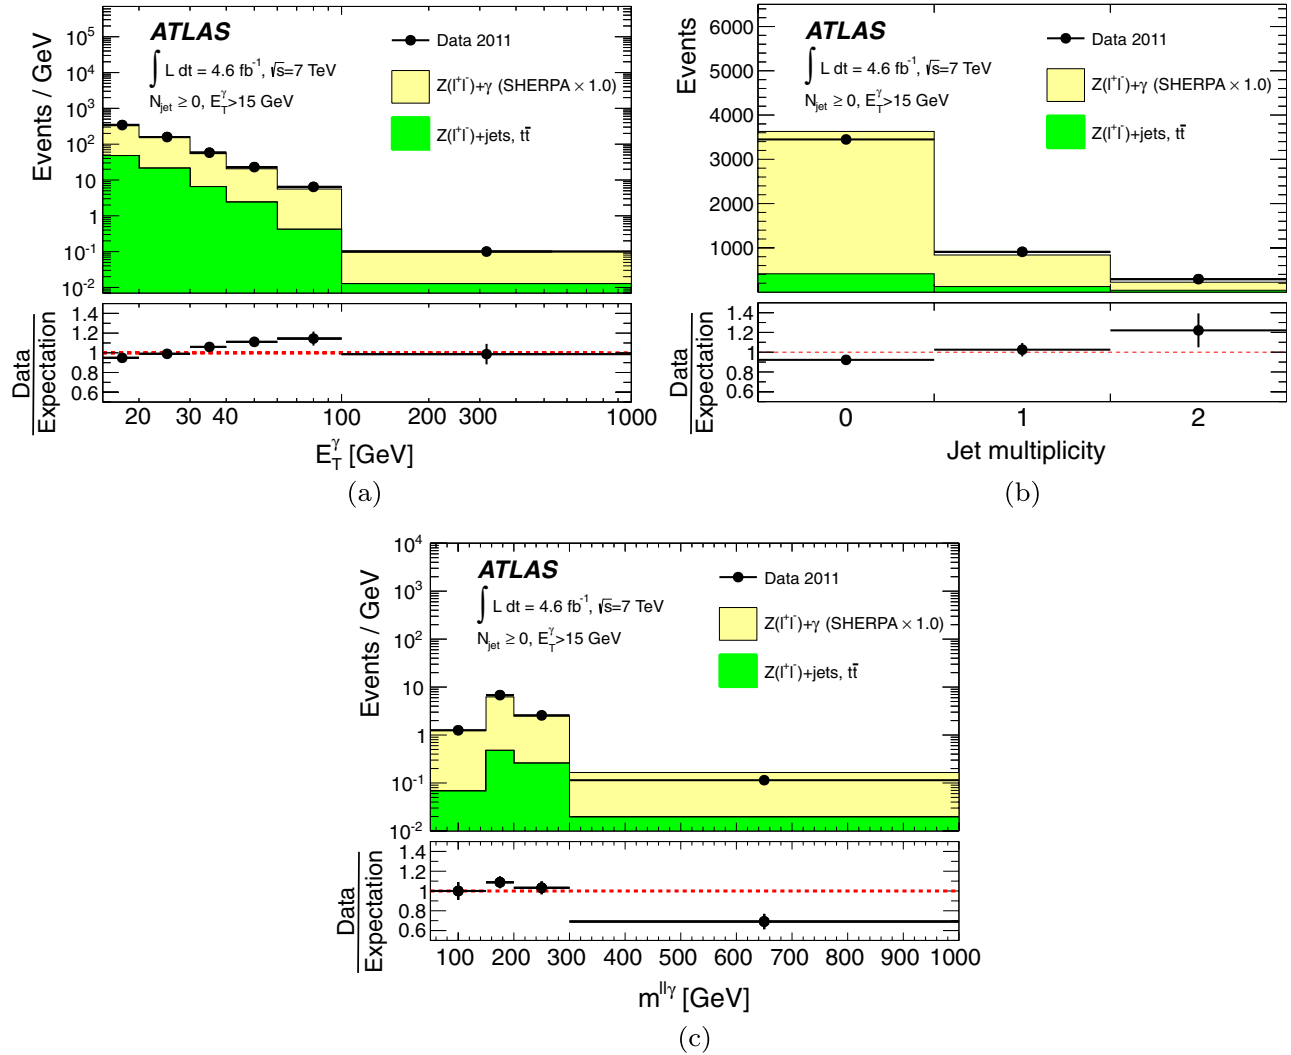 Events / GeV
10⁵
10⁴
10³
10²
10
1
10⁻¹
10⁻²
ATLAS
∫ L dt = 4.6 fb⁻¹, √s=7 TeV
N_jet ≥ 0, E_T^γ>15 GeV
Data 2011
Z(l⁺l⁻)+γ (SHERPA × 1.0)
Z(l⁺l⁻)+jets, tt̄
Data
Expectation
1.4
1.2
1
0.8
0.6
20 30 40 100 200 300 1000
E_T^γ [GeV]
(a)
Events
6000
5000
4000
3000
2000
1000
ATLAS
∫ L dt = 4.6 fb⁻¹, √s=7 TeV
N_jet ≥ 0, E_T^γ>15 GeV
Data 2011
Z(l⁺l⁻)+γ (SHERPA × 1.0)
Z(l⁺l⁻)+jets, tt̄
Data
Expectation
1.4
1.2
1
0.8
0.6
0 1 2
Jet multiplicity
(b)
Events / GeV
10⁴
10³
10²
10
1
10⁻¹
10⁻²
ATLAS
∫ L dt = 4.6 fb⁻¹, √s=7 TeV
N_jet ≥ 0, E_T^γ>15 GeV
Data 2011
Z(l⁺l⁻)+γ (SHERPA × 1.0)
Z(l⁺l⁻)+jets, tt̄
Data
Expectation
1.4
1.2
1
0.8
0.6
100 200 300 400 500 600 700 800 900 1000
m^llγ [GeV]
(c)